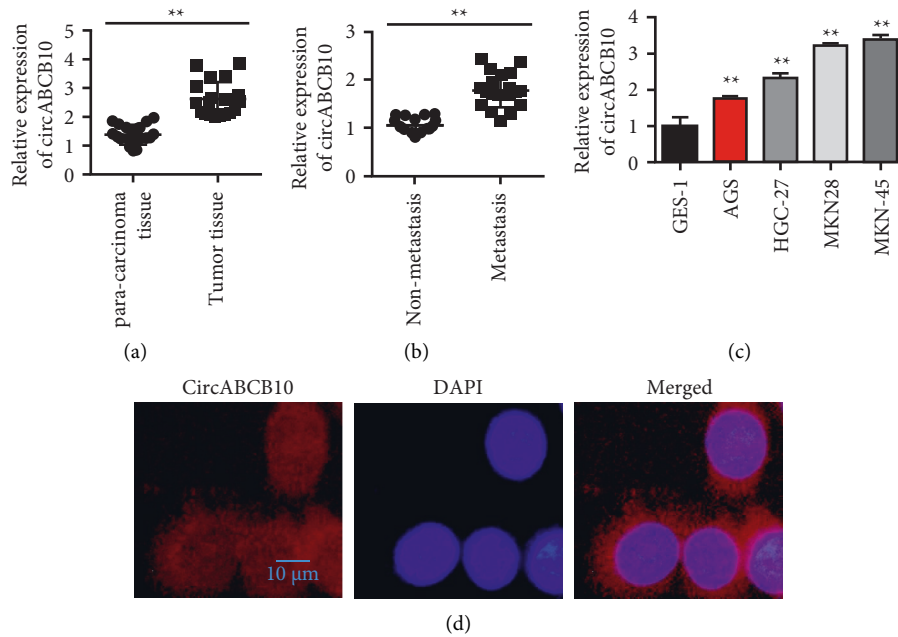 **
Relative expression
of circABCB10
5
4
3
2
1
0
para-carcinoma
tissue
Tumor tissue
(a)
**
Relative expression
of circABCB10
3
2
1
0
Non-metastasis
Metastasis
(b)
Relative expression
of circABCB10
4
3
2
1
0
**
**
**
**
GES-1
AGS
HGC-27
MKN28
MKN-45
(c)
CircABCB10
DAPI
Merged
10 μm
(d)